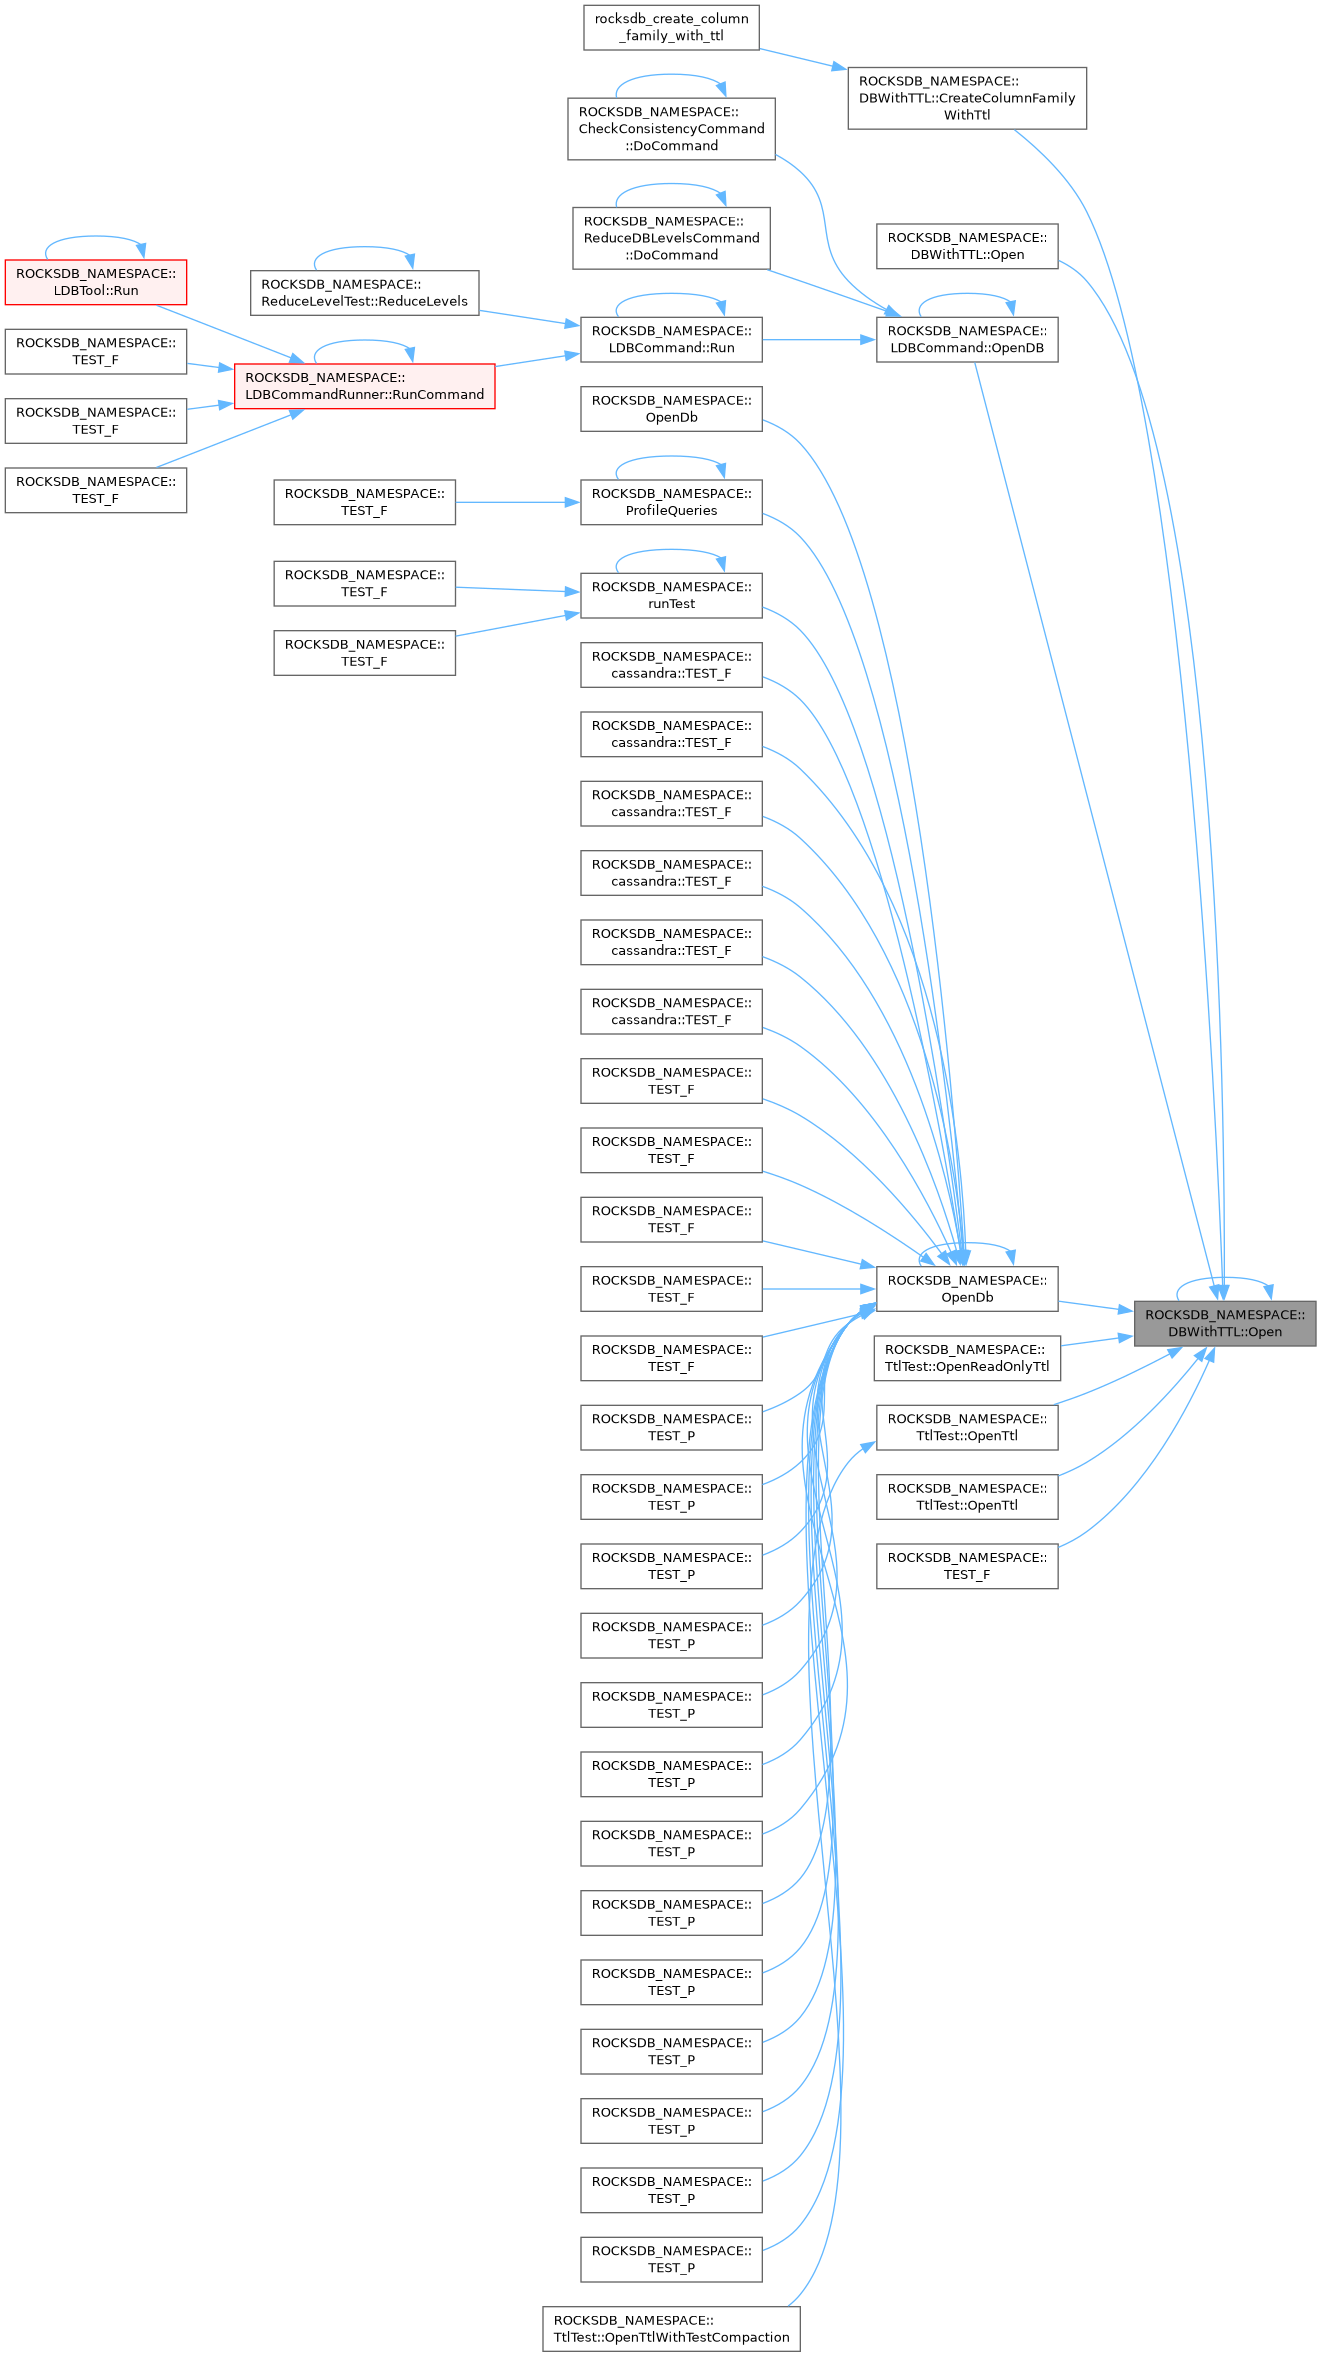 rocksdb_create_column
_family_with_ttl
ROCKSDB_NAMESPACE::
DBWithTTL::CreateColumnFamily
WithTtl
ROCKSDB_NAMESPACE::
CheckConsistencyCommand
::DoCommand
ROCKSDB_NAMESPACE::
ReduceDBLevelsCommand
::DoCommand
ROCKSDB_NAMESPACE::
DBWithTTL::Open
ROCKSDB_NAMESPACE::
LDBTool::Run
ROCKSDB_NAMESPACE::
ReduceLevelTest::ReduceLevels
ROCKSDB_NAMESPACE::
LDBCommand::Run
ROCKSDB_NAMESPACE::
LDBCommand::OpenDB
ROCKSDB_NAMESPACE::
TEST_F
ROCKSDB_NAMESPACE::
LDBCommandRunner::RunCommand
ROCKSDB_NAMESPACE::
TEST_F
ROCKSDB_NAMESPACE::
TEST_F
ROCKSDB_NAMESPACE::
OpenDb
ROCKSDB_NAMESPACE::
TEST_F
ROCKSDB_NAMESPACE::
ProfileQueries
ROCKSDB_NAMESPACE::
TEST_F
ROCKSDB_NAMESPACE::
runTest
ROCKSDB_NAMESPACE::
TEST_F
ROCKSDB_NAMESPACE::
cassandra::TEST_F
ROCKSDB_NAMESPACE::
cassandra::TEST_F
ROCKSDB_NAMESPACE::
cassandra::TEST_F
ROCKSDB_NAMESPACE::
cassandra::TEST_F
ROCKSDB_NAMESPACE::
cassandra::TEST_F
ROCKSDB_NAMESPACE::
cassandra::TEST_F
ROCKSDB_NAMESPACE::
TEST_F
ROCKSDB_NAMESPACE::
TEST_F
ROCKSDB_NAMESPACE::
TEST_F
ROCKSDB_NAMESPACE::
TEST_F
ROCKSDB_NAMESPACE::
OpenDb
ROCKSDB_NAMESPACE::
DBWithTTL::Open
ROCKSDB_NAMESPACE::
TEST_F
ROCKSDB_NAMESPACE::
TtlTest::OpenReadOnlyTtl
ROCKSDB_NAMESPACE::
TEST_P
ROCKSDB_NAMESPACE::
TtlTest::OpenTtl
ROCKSDB_NAMESPACE::
TEST_P
ROCKSDB_NAMESPACE::
TtlTest::OpenTtl
ROCKSDB_NAMESPACE::
TEST_P
ROCKSDB_NAMESPACE::
TEST_F
ROCKSDB_NAMESPACE::
TEST_P
ROCKSDB_NAMESPACE::
TEST_P
ROCKSDB_NAMESPACE::
TEST_P
ROCKSDB_NAMESPACE::
TEST_P
ROCKSDB_NAMESPACE::
TEST_P
ROCKSDB_NAMESPACE::
TEST_P
ROCKSDB_NAMESPACE::
TEST_P
ROCKSDB_NAMESPACE::
TEST_P
ROCKSDB_NAMESPACE::
TEST_P
ROCKSDB_NAMESPACE::
TEST_P
ROCKSDB_NAMESPACE::
TtlTest::OpenTtlWithTestCompaction